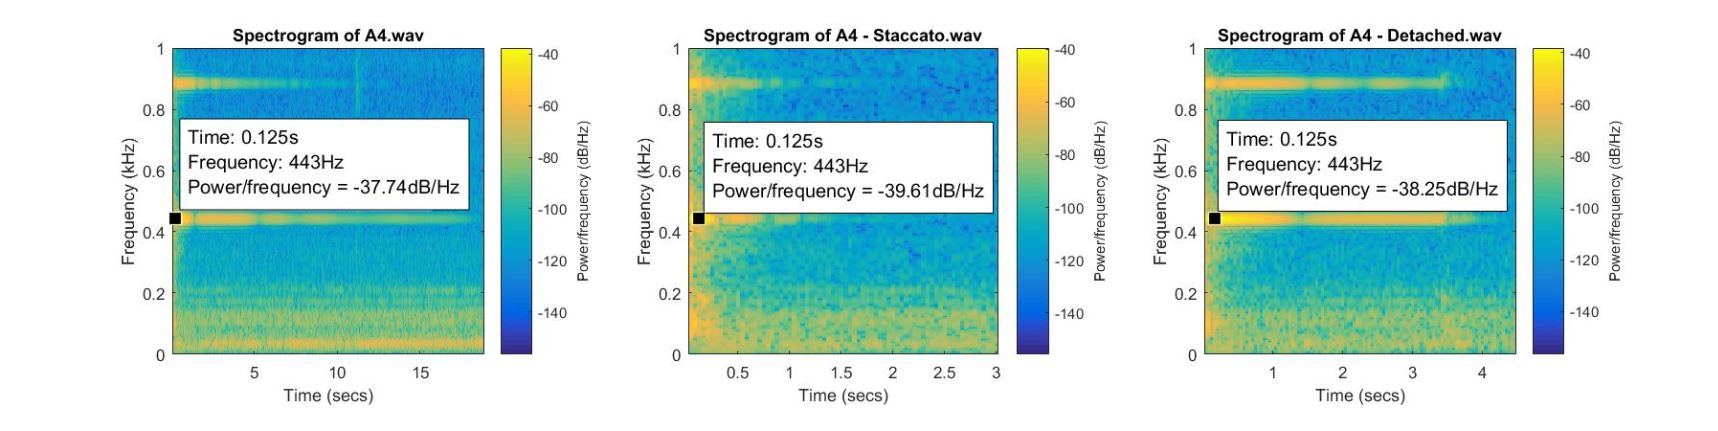 Spectrogram of A4.wav
1
0.8
0.6
0.4
0.2
0
Frequency (kHz)
Time: 0.125s
Frequency: 443Hz
Power/frequency = -37.74dB/Hz
5
10
15
Time (secs)
-40
-60
-80
-100
-120
-140
Power/frequency (dB/Hz)
Spectrogram of A4 - Staccato.wav
1
0.8
0.6
0.4
0.2
0
Frequency (kHz)
Time: 0.125s
Frequency: 443Hz
Power/frequency = -39.61dB/Hz
0.5
1
1.5
2
2.5
3
Time (secs)
-40
-60
-80
-100
-120
-140
Power/frequency (dB/Hz)
Spectrogram of A4 - Detached.wav
1
0.8
0.6
0.4
0.2
0
Frequency (kHz)
Time: 0.125s
Frequency: 443Hz
Power/frequency = -38.25dB/Hz
1
2
3
4
Time (secs)
-40
-60
-80
-100
-120
-140
Power/frequency (dB/Hz)